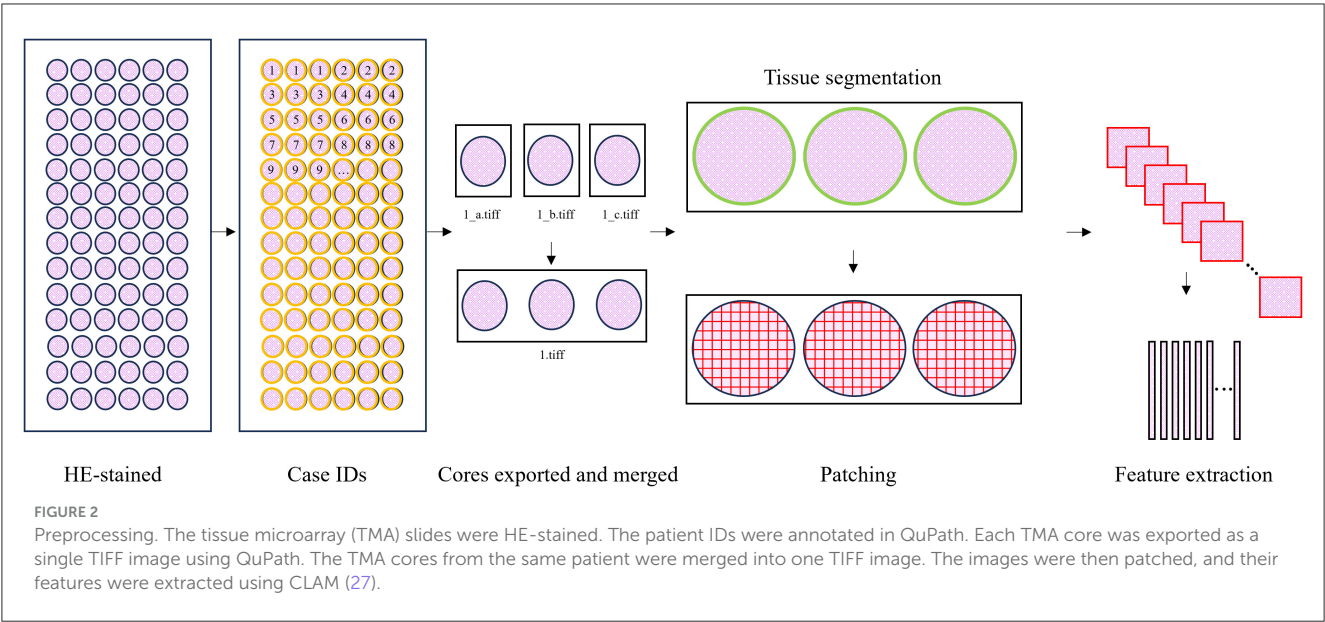 Tissue segmentation
1 1 1 2 2 2
3 3 3 4 4 4
5 5 5 6 6 6
7 7 7 8 8 8
9 9 9 ...
1_a.tiff 1_b.tiff 1_c.tiff
1.tiff
HE-stained Case IDs Cores exported and merged Patching Feature extraction
FIGURE 2
Preprocessing. The tissue microarray (TMA) slides were HE-stained. The patient IDs were annotated in QuPath. Each TMA core was exported as a
single TIFF image using QuPath. The TMA cores from the same patient were merged into one TIFF image. The images were then patched, and their
features were extracted using CLAM (27).